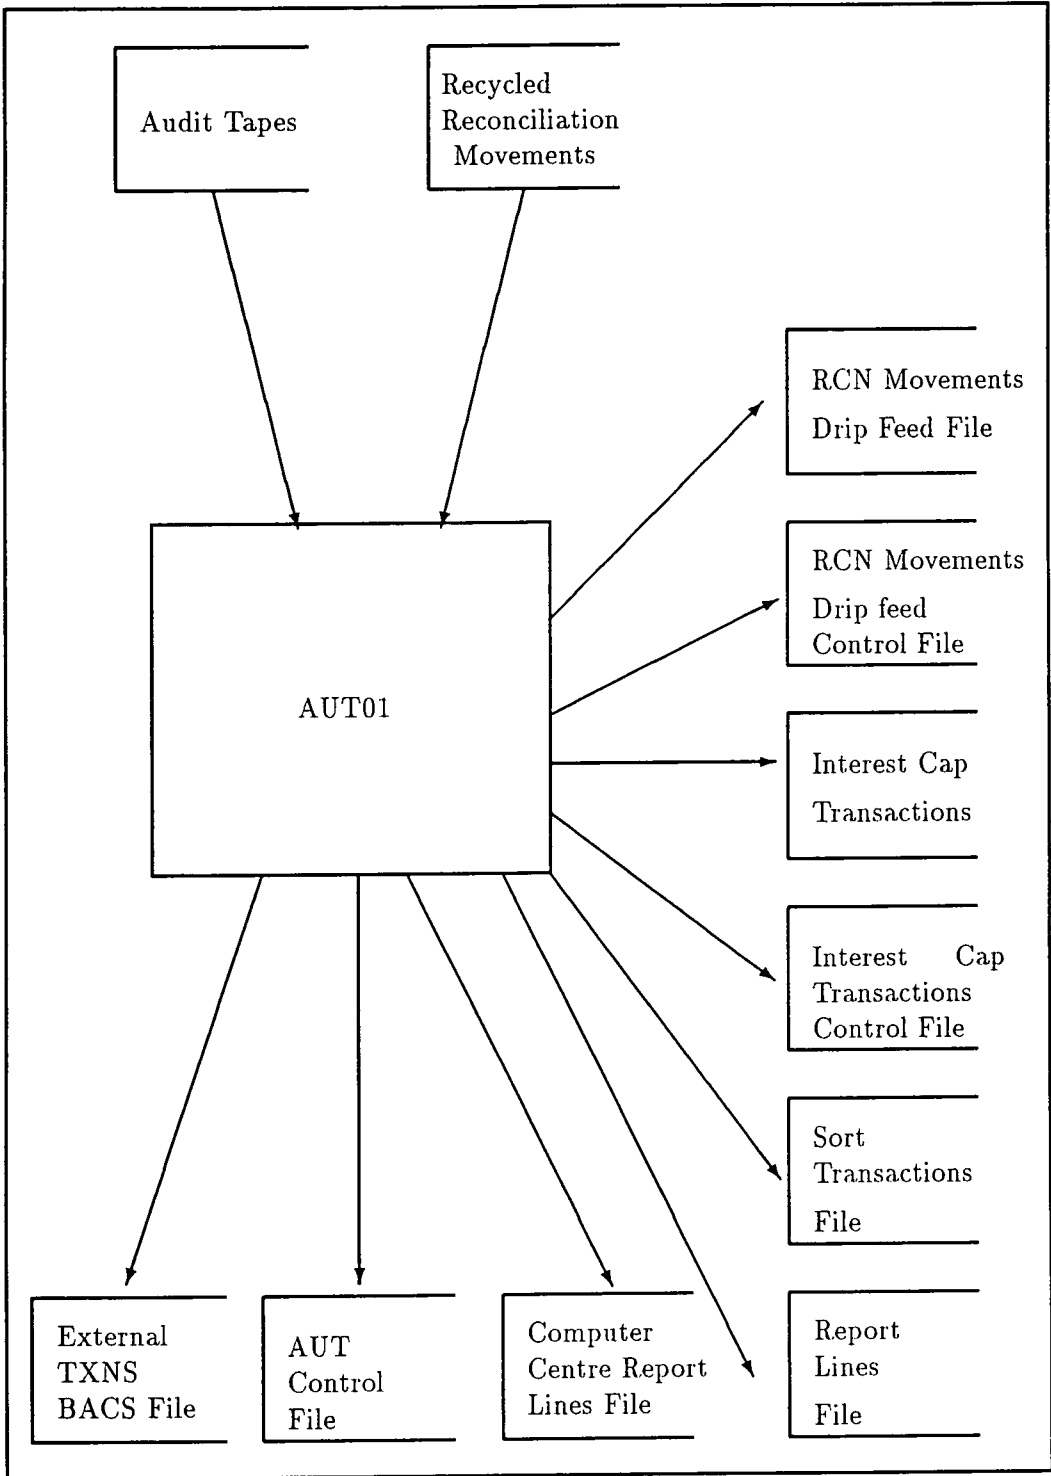 Audit Tapes
Recycled
Reconciliation
Movements
RCN Movements
Drip Feed File
RCN Movements
Drip feed
Control File
AUT01
Interest Cap
Transactions
Interest Cap
Transactions
Control File
Sort
Transactions
File
External
TXNS
BACS File
AUT
Control
File
Computer
Centre Report
Lines File
Report
Lines
File